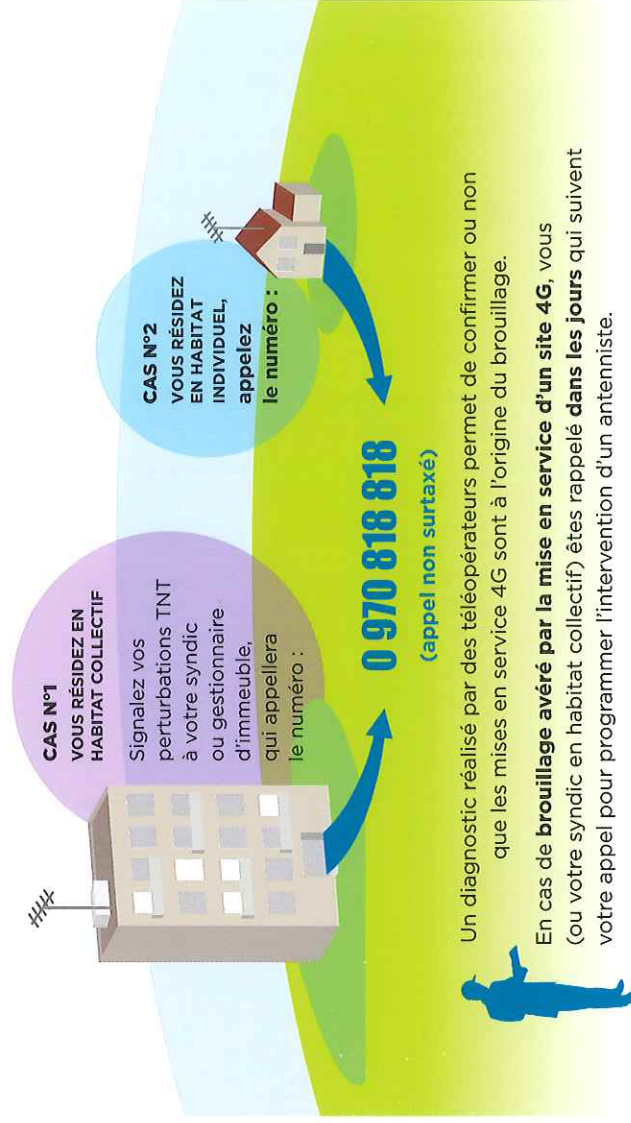 CAS N°1
VOUS RÉSIDEZ EN
HABITAT COLLECTIF
Signalez vos
perturbations TNT
à votre syndic
ou gestionnaire
d'immeuble,
qui appellera
le numéro :
CAS N°2
VOUS RÉSIDEZ
EN HABITAT
INDIVIDUEL,
appelez
le numéro :
0 970 818 818
(appel non surtaxé)
Un diagnostic réalisé par des téléopérateurs permet de confirmer ou non
que les mises en service 4G sont à l'origine du brouillage.
En cas de brouillage avéré par la mise en service d'un site 4G, vous
(ou votre syndic en habitat collectif) êtes rappelé dans les jours qui suivent
votre appel pour programmer l'intervention d'un antenniste.